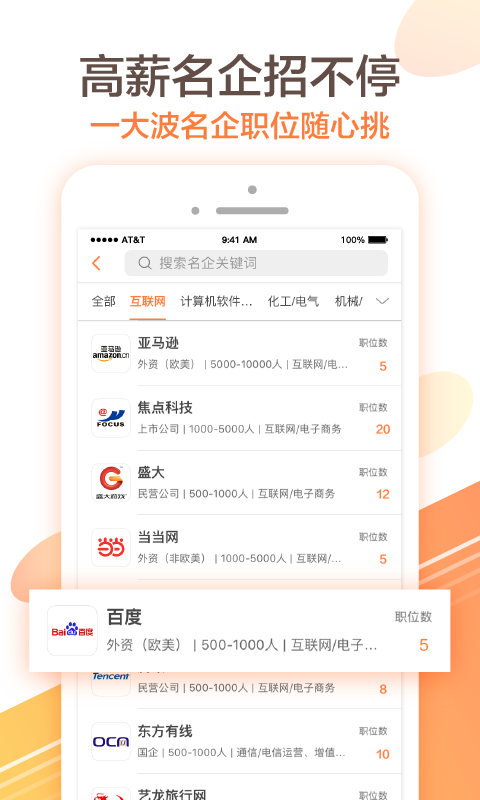 高薪名企招不停
一大波名企职位随心挑
AT&T 9:41 AM 100%
搜索名企关键词
全部 互联网 计算机软件... 化工/电气 机械/
亚马逊 职位数
亚马逊
amazon.cn
外资（欧美） | 5000-10000人 | 互联网/电... 5
焦点科技 职位数
FOCUS
上市公司 | 1000-5000人 | 互联网/电子商务 20
盛大 职位数
盛大游戏
民营公司 | 500-1000人 | 互联网/电子商务 12
当当网 职位数
当当
外资（非欧美） | 1000-5000人 | 互联网/... 5
百度 职位数
Bai百度
外资（欧美） | 500-1000人 | 互联网/电子... 5
Tencent
民营公司 | 500-1000人 | 互联网/电子商务 8
东方有线 职位数
OCN
国企 | 500-1000人 | 通信/电信运营、增值... 10
艺龙旅行网 职位数